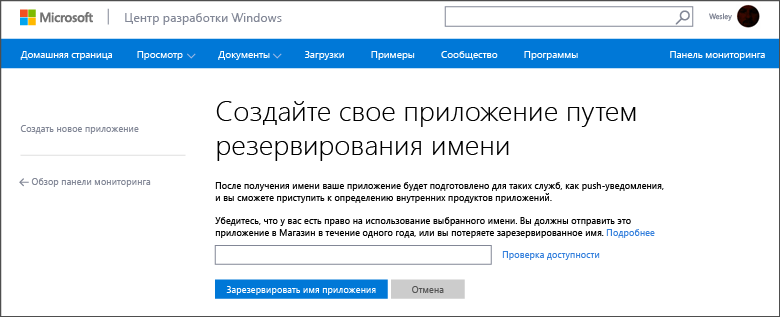 Microsoft Центр разработки Windows Wesley
Домашняя страница Просмотр Документы Загрузки Примеры Сообщество Программы Панель мониторинга
Создать новое приложение
Обзор панели мониторинга
Создайте свое приложение путем
резервирования имени
После получения имени ваше приложение будет подготовлено для таких служб, как push-уведомления,
и вы сможете приступить к определению внутренних продуктов приложений.
Убедитесь, что у вас есть право на использование выбранного имени. Вы должны отправить это
приложение в Магазин в течение одного года, или вы потеряете зарезервированное имя. Подробнее
Проверка доступности
Зарезервировать имя приложения Отмена